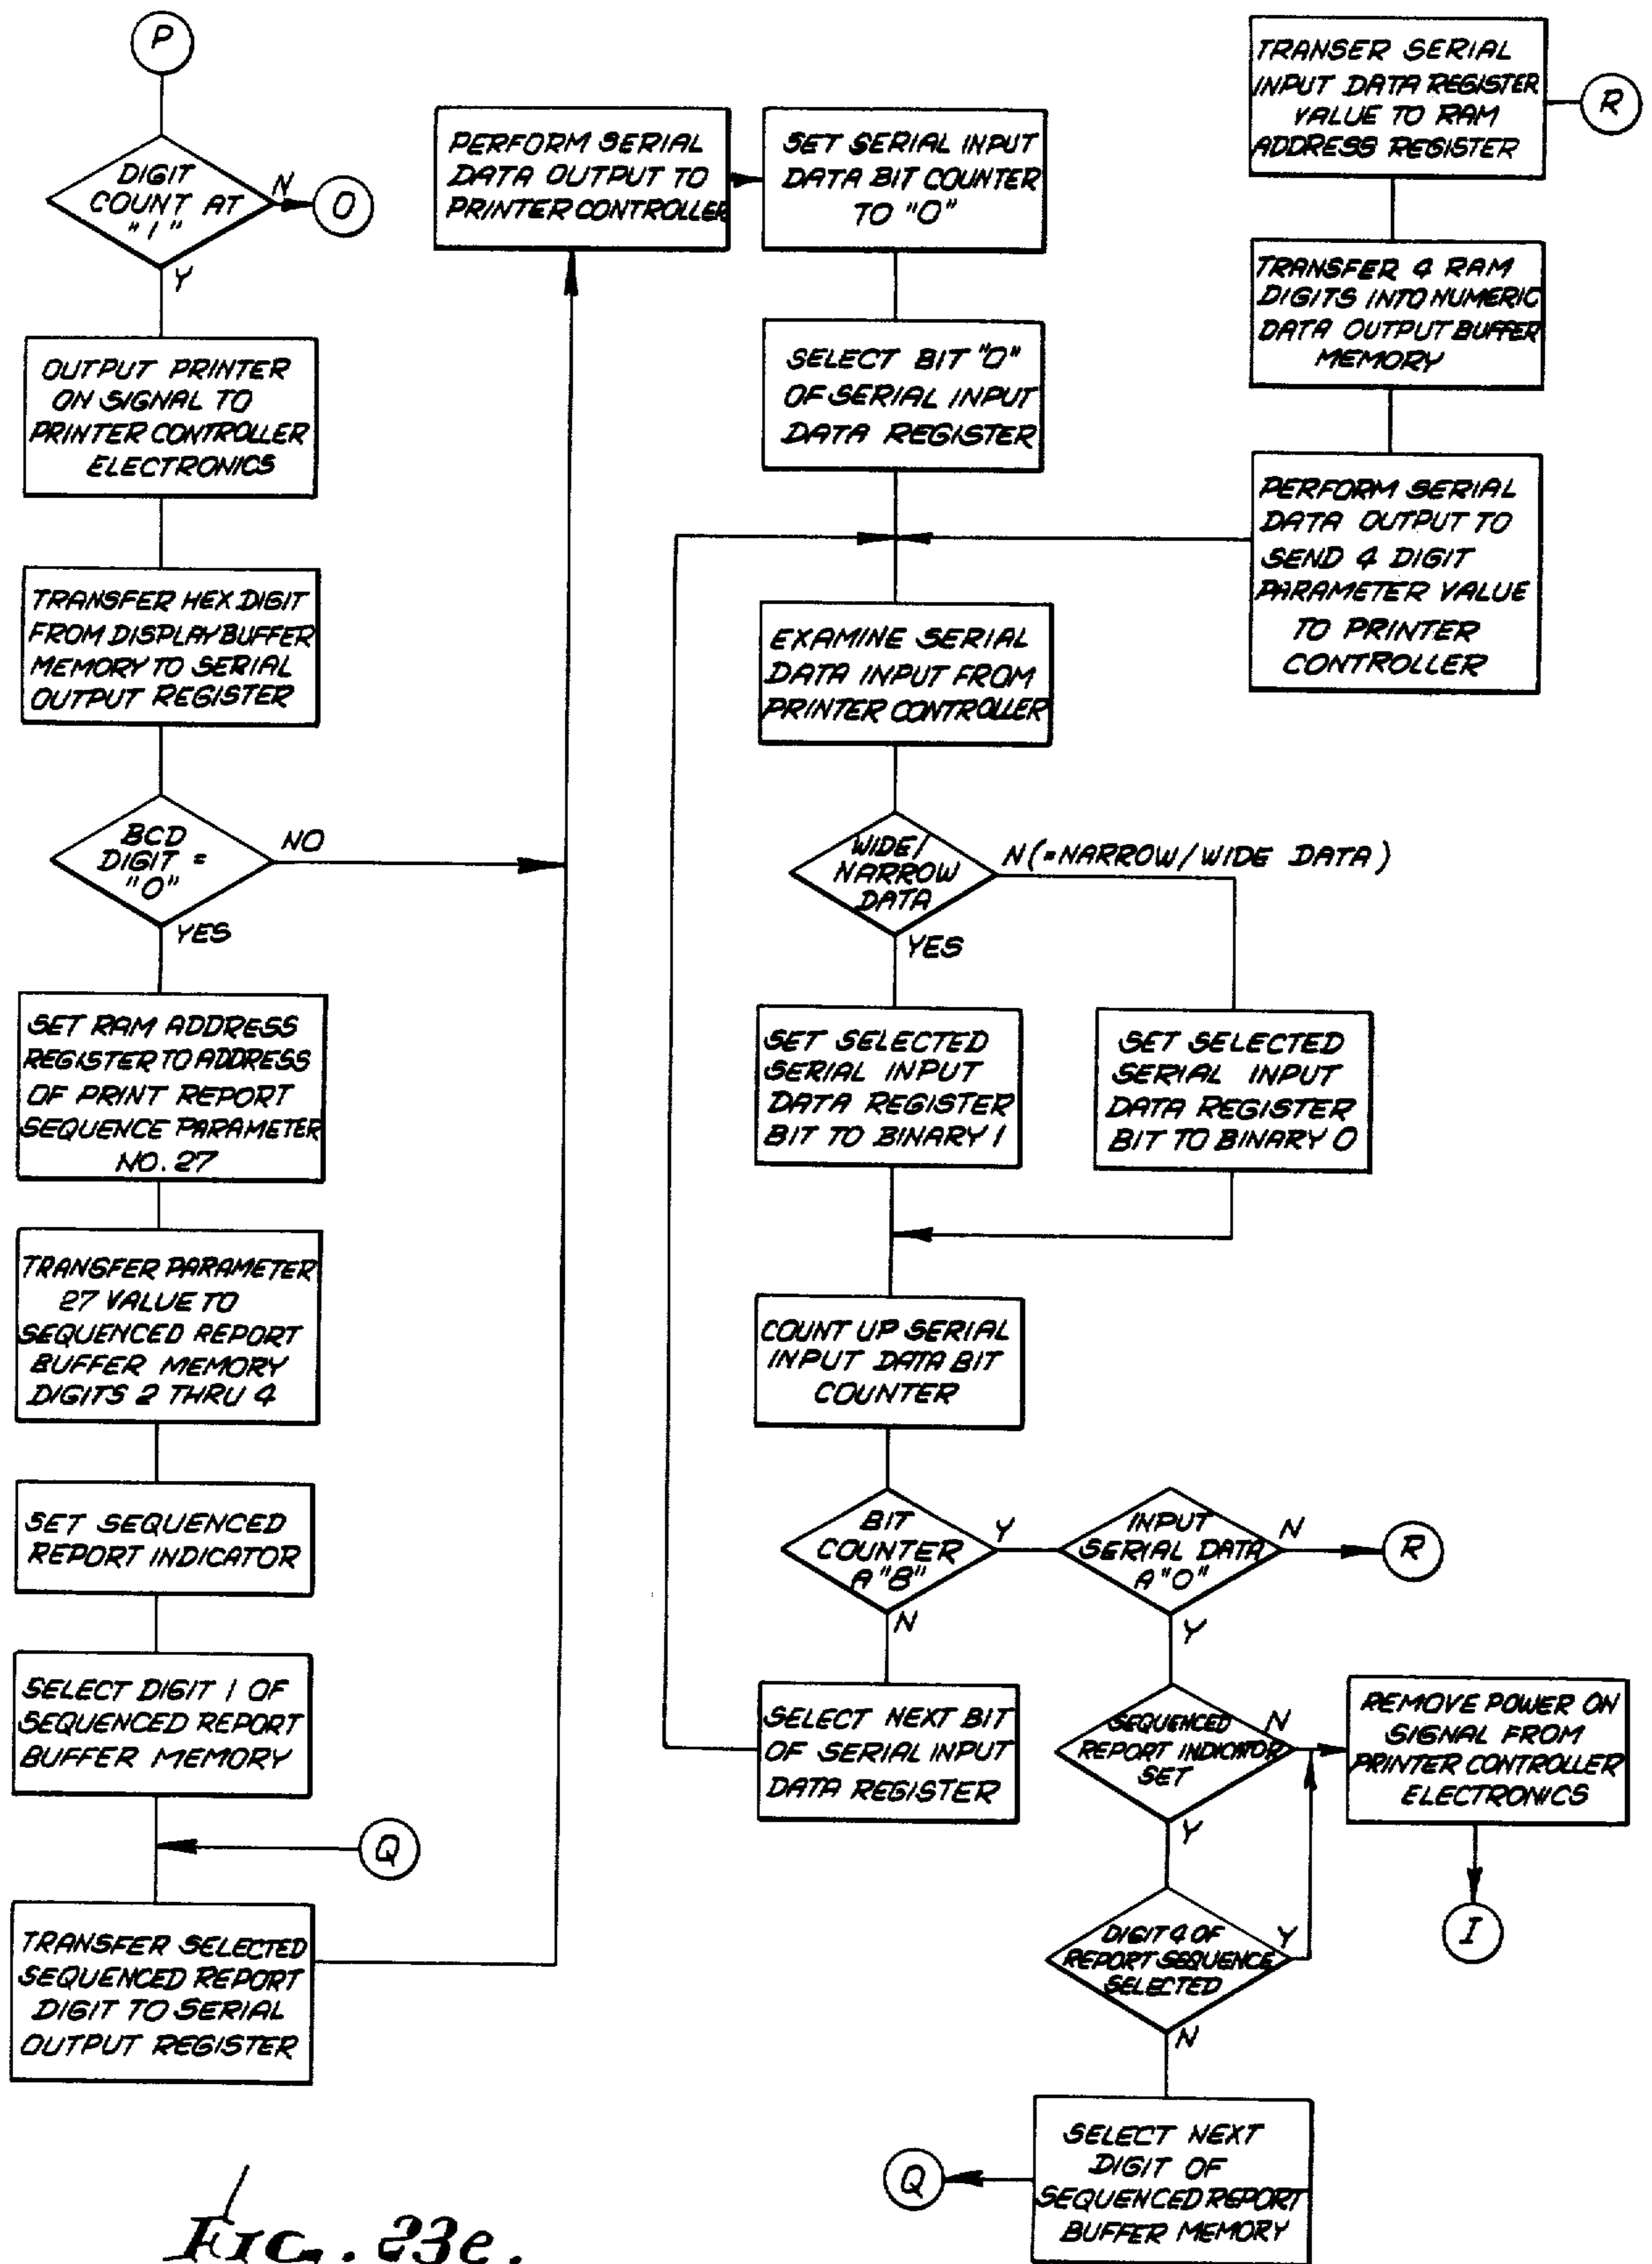 P
DIGIT
COUNT AT
"1"
N
O
Y
OUTPUT PRINTER
ON SIGNAL TO
PRINTER CONTROLLER
ELECTRONICS
TRANSFER HEX DIGIT
FROM DISPLAY BUFFER
MEMORY TO SERIAL
OUTPUT REGISTER
BCD
DIGIT =
"0"
NO
YES
SET RAM ADDRESS
REGISTER TO ADDRESS
OF PRINT REPORT
SEQUENCE PARAMETER
NO. 27
TRANSFER PARAMETER
27 VALUE TO
SEQUENCED REPORT
BUFFER MEMORY
DIGITS 2 THRU 4
SET SEQUENCED
REPORT INDICATOR
SELECT DIGIT 1 OF
SEQUENCED REPORT
BUFFER MEMORY
Q
TRANSFER SELECTED
SEQUENCED REPORT
DIGIT TO SERIAL
OUTPUT REGISTER
PERFORM SERIAL
DATA OUTPUT TO
PRINTER CONTROLLER
SET SERIAL INPUT
DATA BIT COUNTER
TO "0"
SELECT BIT "0"
OF SERIAL INPUT
DATA REGISTER
EXAMINE SERIAL
DATA INPUT FROM
PRINTER CONTROLLER
WIDE/
NARROW
DATA
N (=NARROW/WIDE DATA)
YES
SET SELECTED
SERIAL INPUT
DATA REGISTER
BIT TO BINARY 1
SET SELECTED
SERIAL INPUT
DATA REGISTER
BIT TO BINARY 0
COUNT UP SERIAL
INPUT DATA BIT
COUNTER
BIT
COUNTER
A "8"
Y
N
SELECT NEXT BIT
OF SERIAL INPUT
DATA REGISTER
INPUT
SERIAL DATA
A "0"
N
R
Y
SEQUENCED
REPORT INDICATOR
SET
N
Y
REMOVE POWER ON
SIGNAL FROM
PRINTER CONTROLLER
ELECTRONICS
I
DIGIT 4 OF
REPORT SEQUENCE
SELECTED
Y
N
SELECT NEXT
DIGIT OF
SEQUENCED REPORT
BUFFER MEMORY
Q
TRANSER SERIAL
INPUT DATA REGISTER
VALUE TO RAM
ADDRESS REGISTER
R
TRANSFER 4 RAM
DIGITS INTO NUMERIC
DATA OUTPUT BUFFER
MEMORY
PERFORM SERIAL
DATA OUTPUT TO
SEND 4 DIGIT
PARAMETER VALUE
TO PRINTER
CONTROLLER
FIG. 23e.